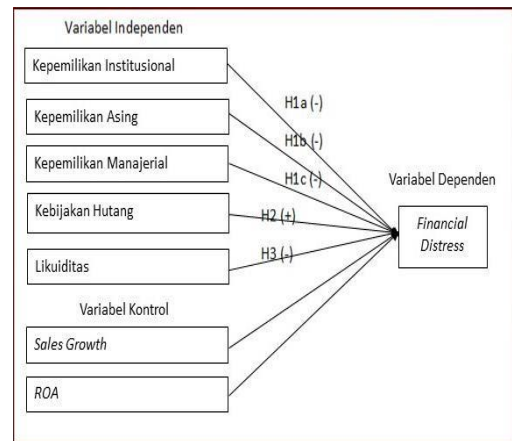 Variabel Independen
Kepemilikan Institusional
H1a (-)
Kepemilikan Asing
H1b (-)
Kepemilikan Manajerial
H1c (-)
Variabel Dependen
Kebijakan Hutang
H2 (+)
Financial
Distress
Likuiditas
H3 (-)
Variabel Kontrol
Sales Growth
ROA